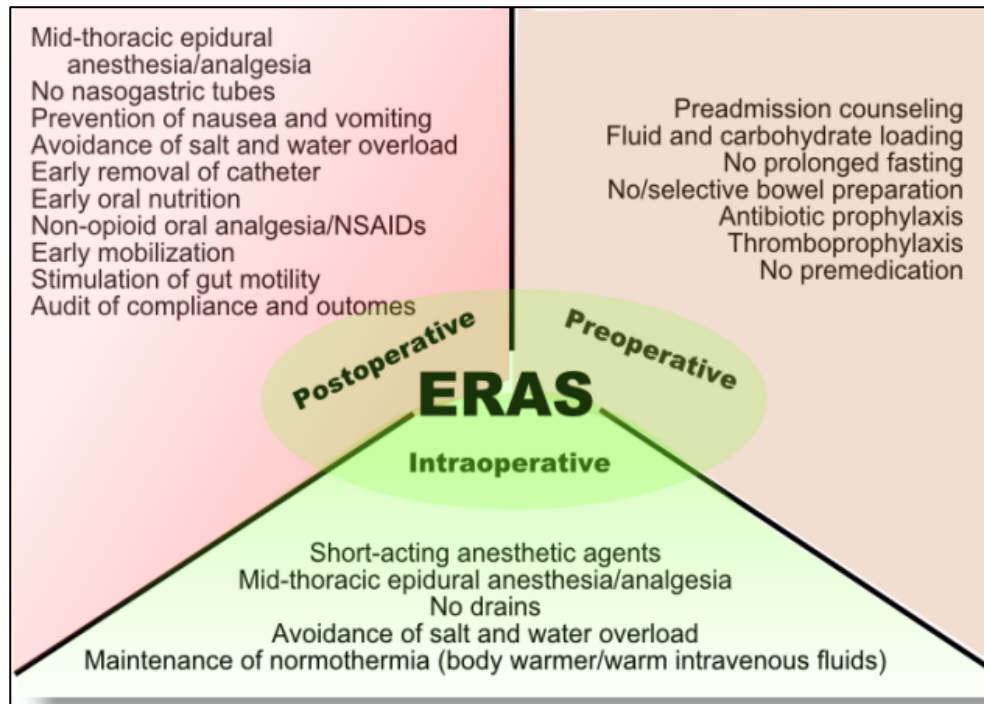 Mid-thoracic epidural
anesthesia/analgesia
No nasogastric tubes
Prevention of nausea and vomiting
Avoidance of salt and water overload
Early removal of catheter
Early oral nutrition
Non-opioid oral analgesia/NSAIDs
Early mobilization
Stimulation of gut motility
Audit of compliance and outcomes
Preadmission counseling
Fluid and carbohydrate loading
No prolonged fasting
No/selective bowel preparation
Antibiotic prophylaxis
Thromboprophylaxis
No premedication
Postoperative
Preoperative
ERAS
Intraoperative
Short-acting anesthetic agents
Mid-thoracic epidural anesthesia/analgesia
No drains
Avoidance of salt and water overload
Maintenance of normothermia (body warmer/warm intravenous fluids)